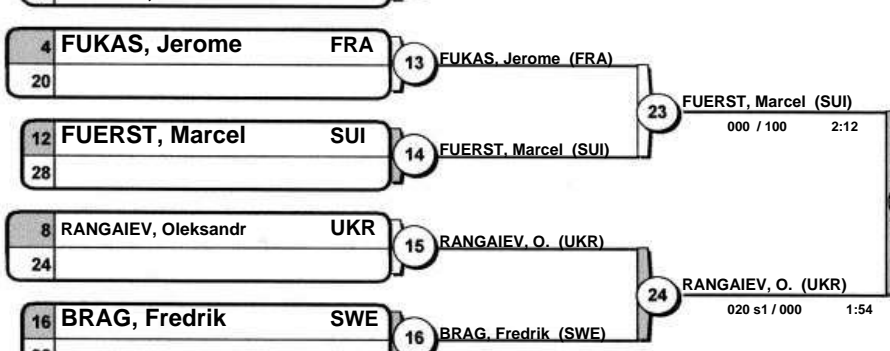 4 FUKAS, Jerome FRA
20
13 FUKAS, Jerome (FRA)
12 FUERST, Marcel SUI
28
14 FUERST, Marcel (SUI)
23 FUERST, Marcel (SUI)
000 / 100 2:12
8 RANGAIEV, Oleksandr UKR
24
15 RANGAIEV, O. (UKR)
16 BRAG, Fredrik SWE
16 BRAG, Fredrik (SWE)
24 RANGAIEV, O. (UKR)
020 s1 / 000 1:54